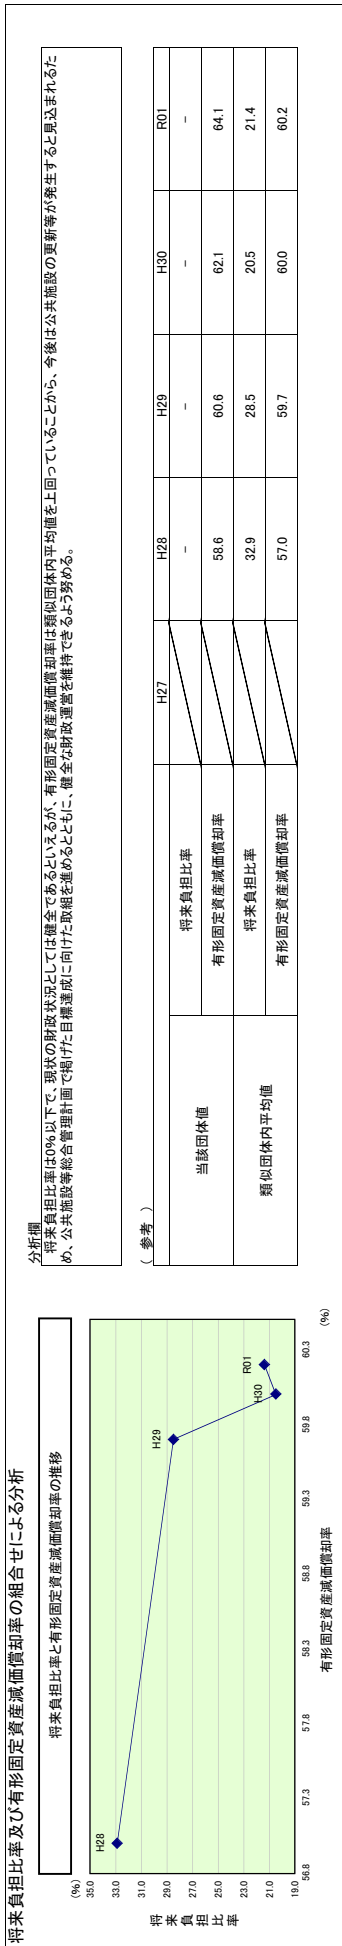 将来負担比率及び有形固定資産減価償却率の組合せによる分析
将来負担比率と有形固定資産減価償却率の推移
(%)
35.0
33.0
31.0
29.0
27.0
25.0
23.0
21.0
19.0
将来負担比率
H28
H29
H30
R01
56.8 57.3 57.8 58.3 58.8 59.3 59.8 60.3
(%)
有形固定資産減価償却率
分析欄
将来負担比率は0%以下で、現状の財政状況としては健全であるといえるが、有形固定資産減価償却率は類似団体内平均値を上回っていることから、今後は公共施設の更新等が発生すると見込まれるた
め、公共施設等総合管理計画で掲げた目標達成に向けた取組を進めるとともに、健全な財政運営を維持できるよう努める。
( 参考 )
H27 H28 H29 H30 R01
当該団体値 将来負担比率 - - - -
有形固定資産減価償却率 58.6 60.6 62.1 64.1
類似団体内平均値 将来負担比率 32.9 28.5 20.5 21.4
有形固定資産減価償却率 57.0 59.7 60.0 60.2